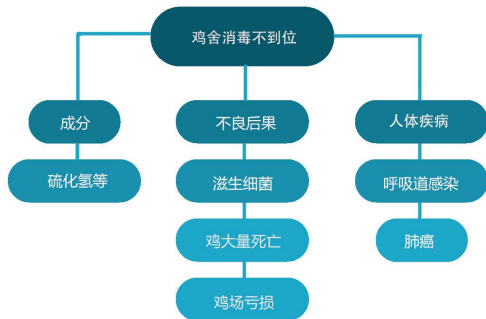 鸡舍消毒不到位
成分
不良后果
人体疾病
硫化氢等
滋生细菌
呼吸道感染
鸡大量死亡
肺癌
鸡场亏损